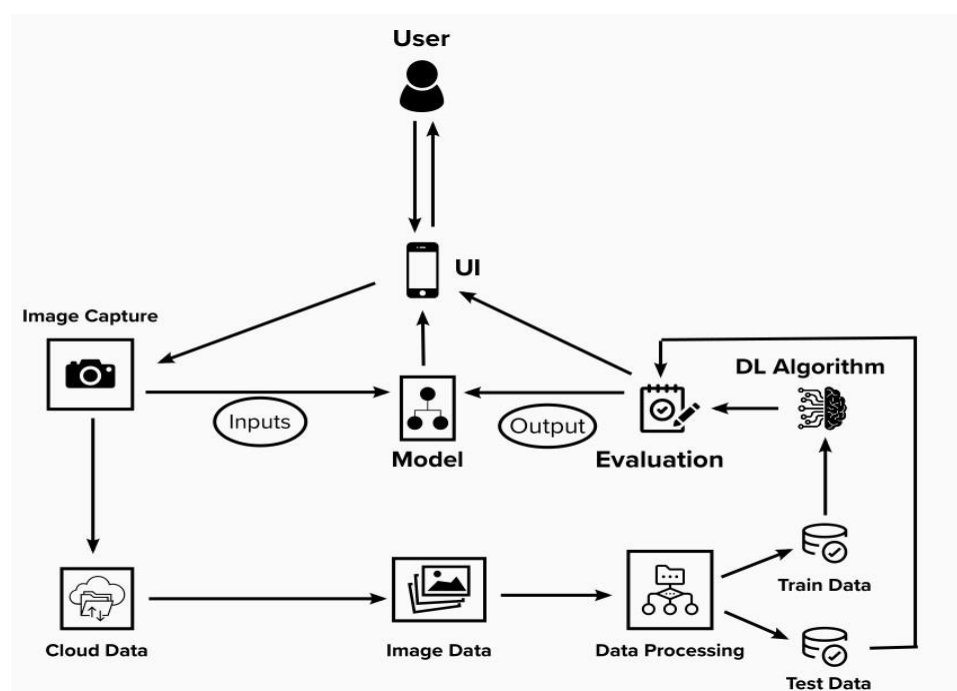 User
UI
Image Capture
DL Algorithm
Inputs
Output
Model
Evaluation
Train Data
Cloud Data
Image Data
Data Processing
Test Data